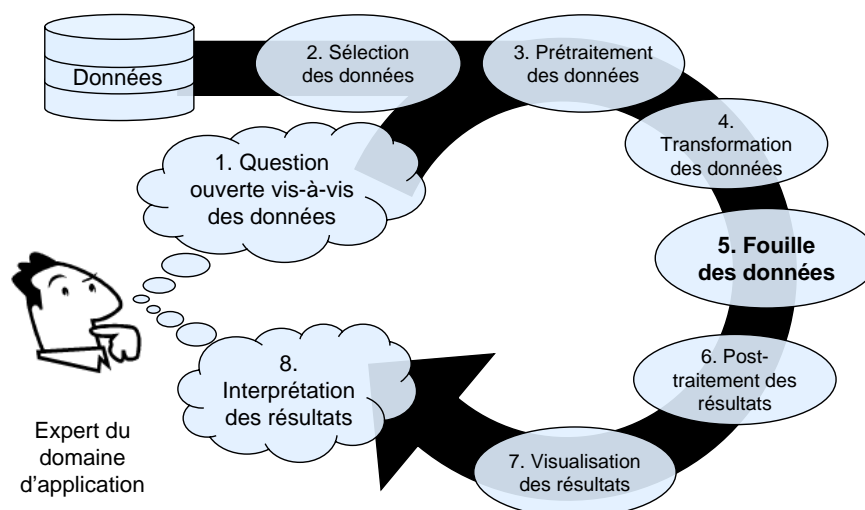 Données
2. Sélection
des données
3. Prétraitement
des données
1. Question
ouverte vis-à-vis
des données
4.
Transformation
des données
5. Fouille
des données
6. Post-
traitement des
résultats
7. Visualisation
des résultats
8.
Interprétation
des résultats
Expert du
domaine
d'application